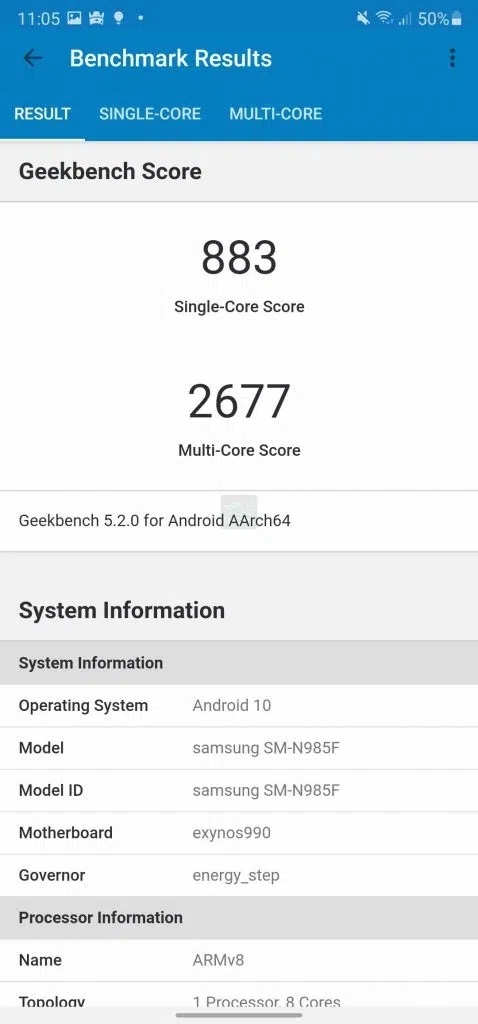 11:05
50%
Benchmark Results
RESULT SINGLE-CORE MULTI-CORE
Geekbench Score
883
Single-Core Score
2677
Multi-Core Score
Geekbench 5.2.0 for Android AArch64
System Information
System Information
Operating System Android 10
Model samsung SM-N985F
Model ID samsung SM-N985F
Motherboard exynos990
Governor energy_step
Processor Information
Name ARMv8
Topology 1 Processor, 8 Cores